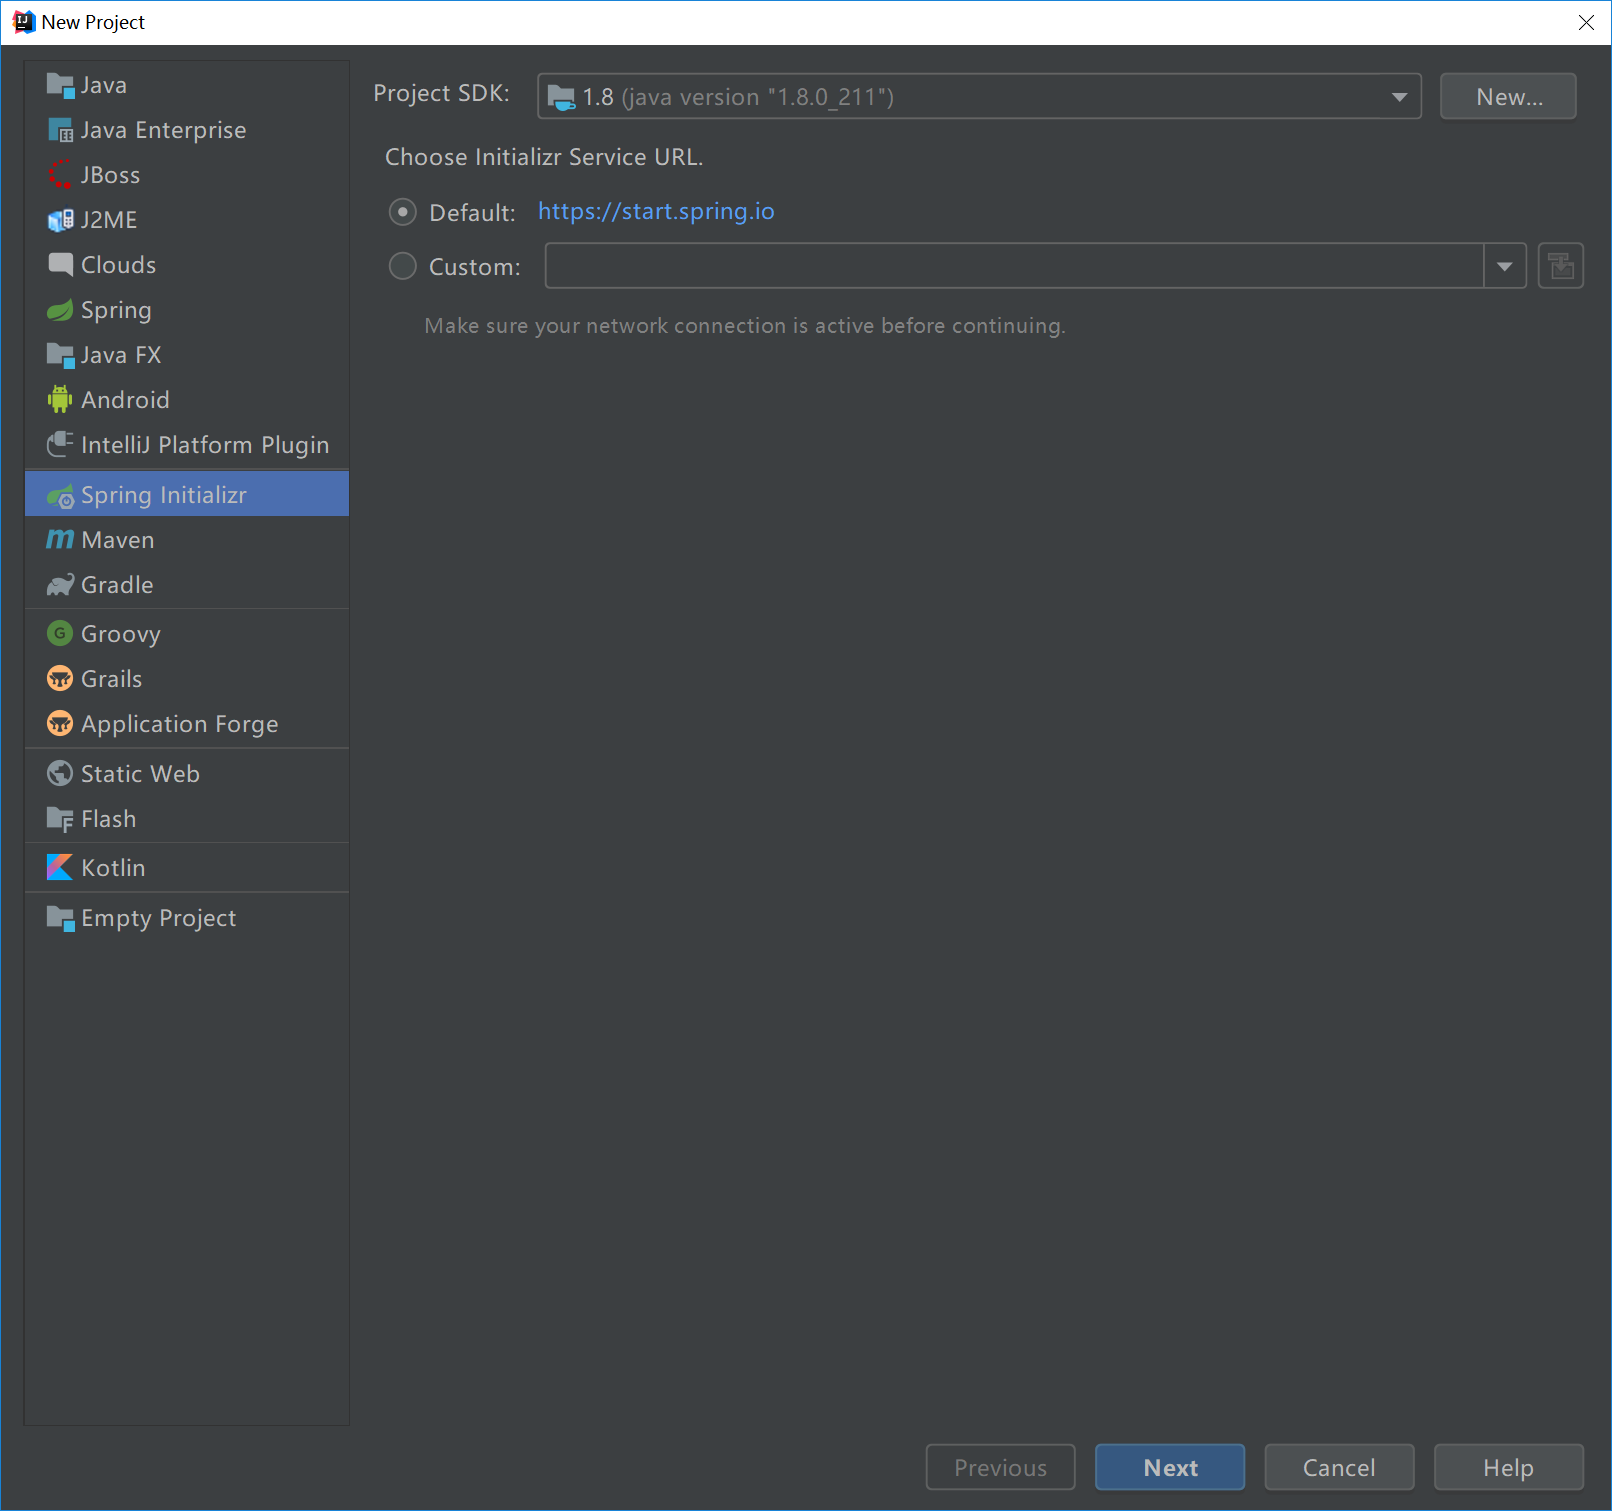 New Project
Java
Java Enterprise
JBoss
J2ME
Clouds
Spring
Java FX
Android
IntelliJ Platform Plugin
Spring Initializr
Maven
Gradle
Groovy
Grails
Application Forge
Static Web
Flash
Kotlin
Empty Project
Project SDK: 1.8 (java version "1.8.0_211") New...
Choose Initializr Service URL.
Default: https://start.spring.io
Custom:
Make sure your network connection is active before continuing.
Previous Next Cancel Help